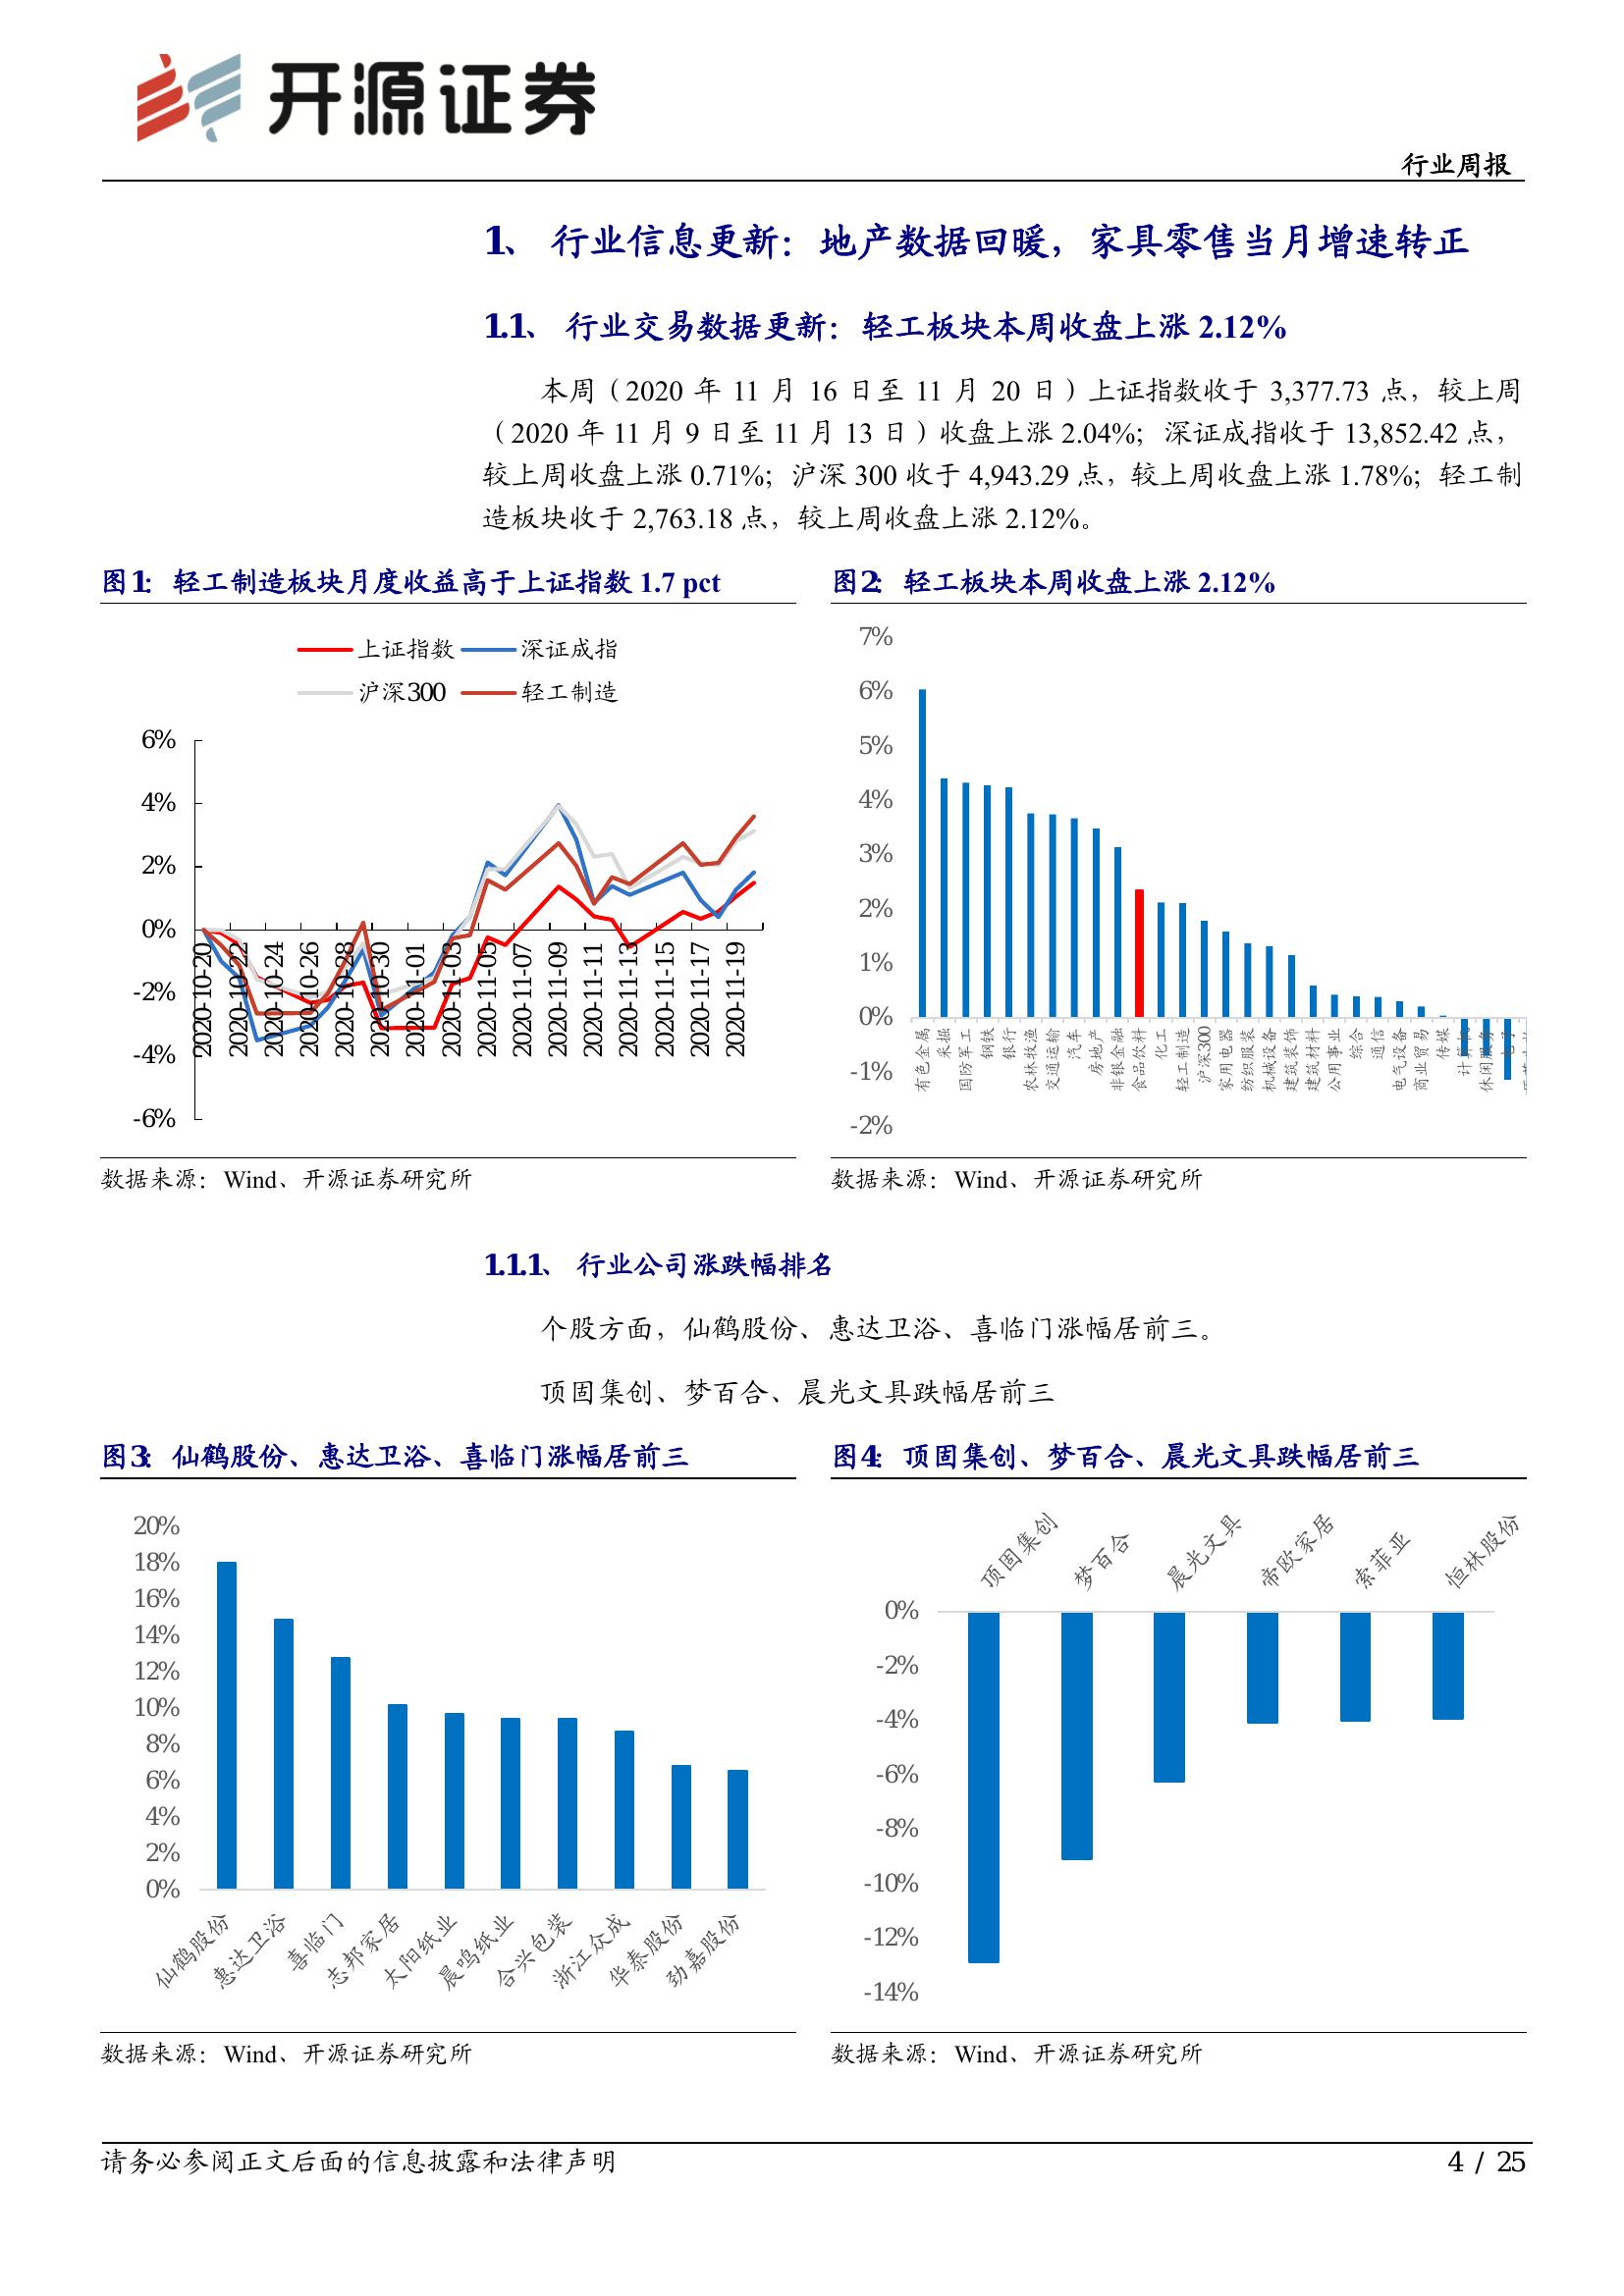 开源证券
行业周报
1、 行业信息更新：地产数据回暖，家具零售当月增速转正
1.1、 行业交易数据更新：轻工板块本周收盘上涨 2.12%
本周（2020 年 11 月 16 日至 11 月 20 日）上证指数收于 3,377.73 点，较上周
（2020 年 11 月 9 日至 11 月 13 日）收盘上涨 2.04%；深证成指收于 13,852.42 点，
较上周收盘上涨 0.71%；沪深 300 收于 4,943.29 点，较上周收盘上涨 1.78%；轻工制
造板块收于 2,763.18 点，较上周收盘上涨 2.12%。
图1： 轻工制造板块月度收益高于上证指数 1.7 pct
上证指数 深证成指
沪深300 轻工制造
6%
4%
2%
0%
-2%
-4%
-6%
2020-10-20
2020-10-22
2020-10-24
2020-10-26
2020-10-28
2020-10-30
2020-11-01
2020-11-03
2020-11-05
2020-11-07
2020-11-09
2020-11-11
2020-11-13
2020-11-15
2020-11-17
2020-11-19
数据来源：Wind、开源证券研究所
图2： 轻工板块本周收盘上涨 2.12%
7%
6%
5%
4%
3%
2%
1%
0%
-1%
-2%
有色金属
采掘
国防军工
钢铁
银行
农林牧渔
交通运输
汽车
房地产
非银金融
食品饮料
化工
轻工制造
沪深300
家用电器
纺织服装
机械设备
建筑装饰
建筑材料
公用事业
综合
通信
电气设备
商业贸易
传媒
计算机
休闲服务
电子
数据来源：Wind、开源证券研究所
1.1.1、 行业公司涨跌幅排名
个股方面，仙鹤股份、惠达卫浴、喜临门涨幅居前三。
顶固集创、梦百合、晨光文具跌幅居前三
图3： 仙鹤股份、惠达卫浴、喜临门涨幅居前三
20%
18%
16%
14%
12%
10%
8%
6%
4%
2%
0%
仙鹤股份
惠达卫浴
喜临门
志邦家居
太阳纸业
晨鸣纸业
合兴包装
浙江众成
华泰股份
劲嘉股份
数据来源：Wind、开源证券研究所
图4： 顶固集创、梦百合、晨光文具跌幅居前三
顶固集创
梦百合
晨光文具
帝欧家居
索菲亚
恒林股份
0%
-2%
-4%
-6%
-8%
-10%
-12%
-14%
数据来源：Wind、开源证券研究所
请务必参阅正文后面的信息披露和法律声明
4 / 25